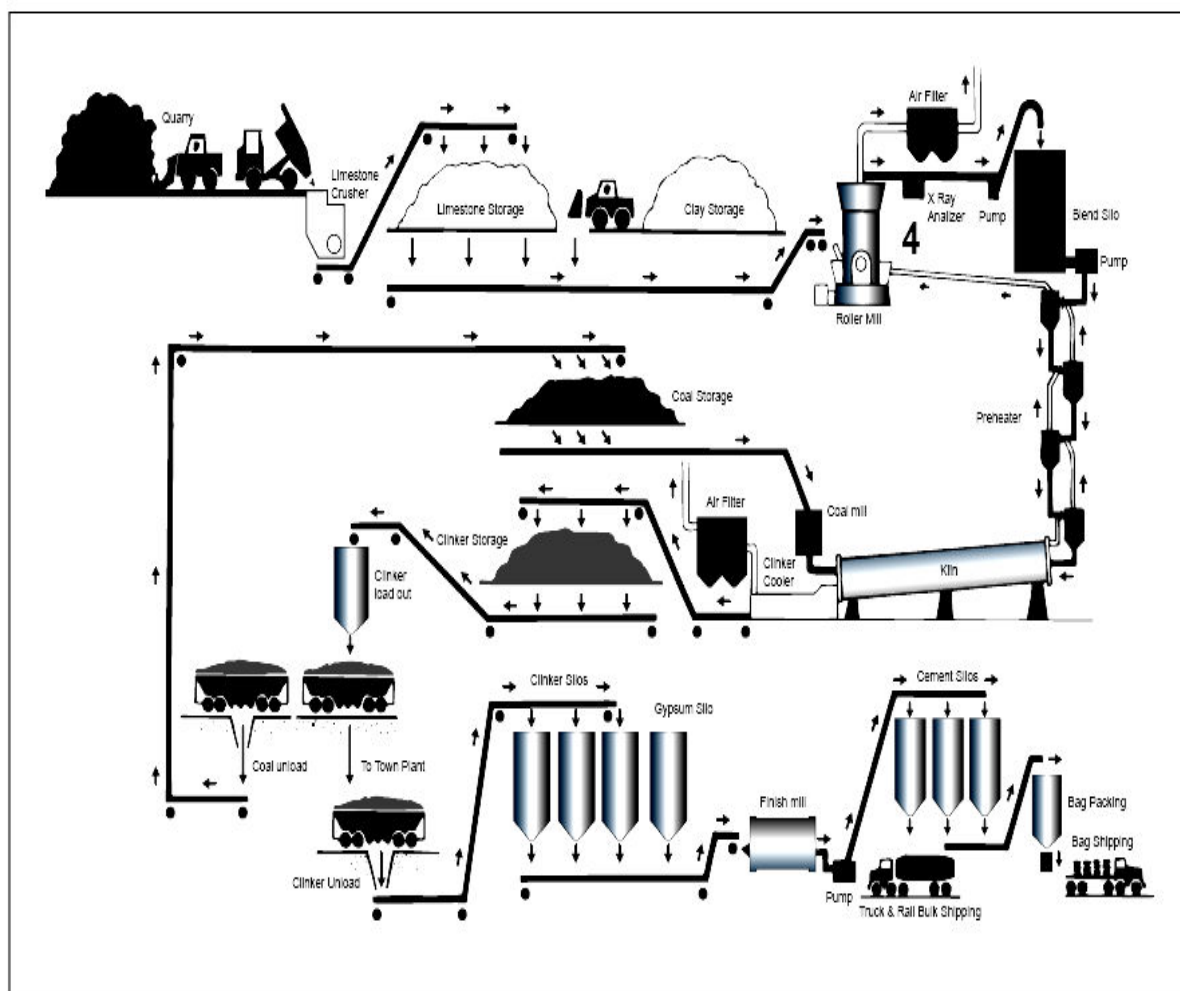 Quarry
Limestone
Crusher
Limestone Storage
Clay Storage
Air Filter
X Ray
Analizer
Pump
Blend Silo
Pump
4
Roller Mill
Coal Storage
Preheater
Coal mill
Air Filter
Clinker Storage
Clinker
Cooler
Kiln
Clinker
load out
Coal unload
To Town Plant
Clinker Unload
Clinker Silos
Gypsum Silo
Finish mill
Pump
Cement Silos
Truck & Rail Bulk Shipping
Bag Packing
Bag Shipping